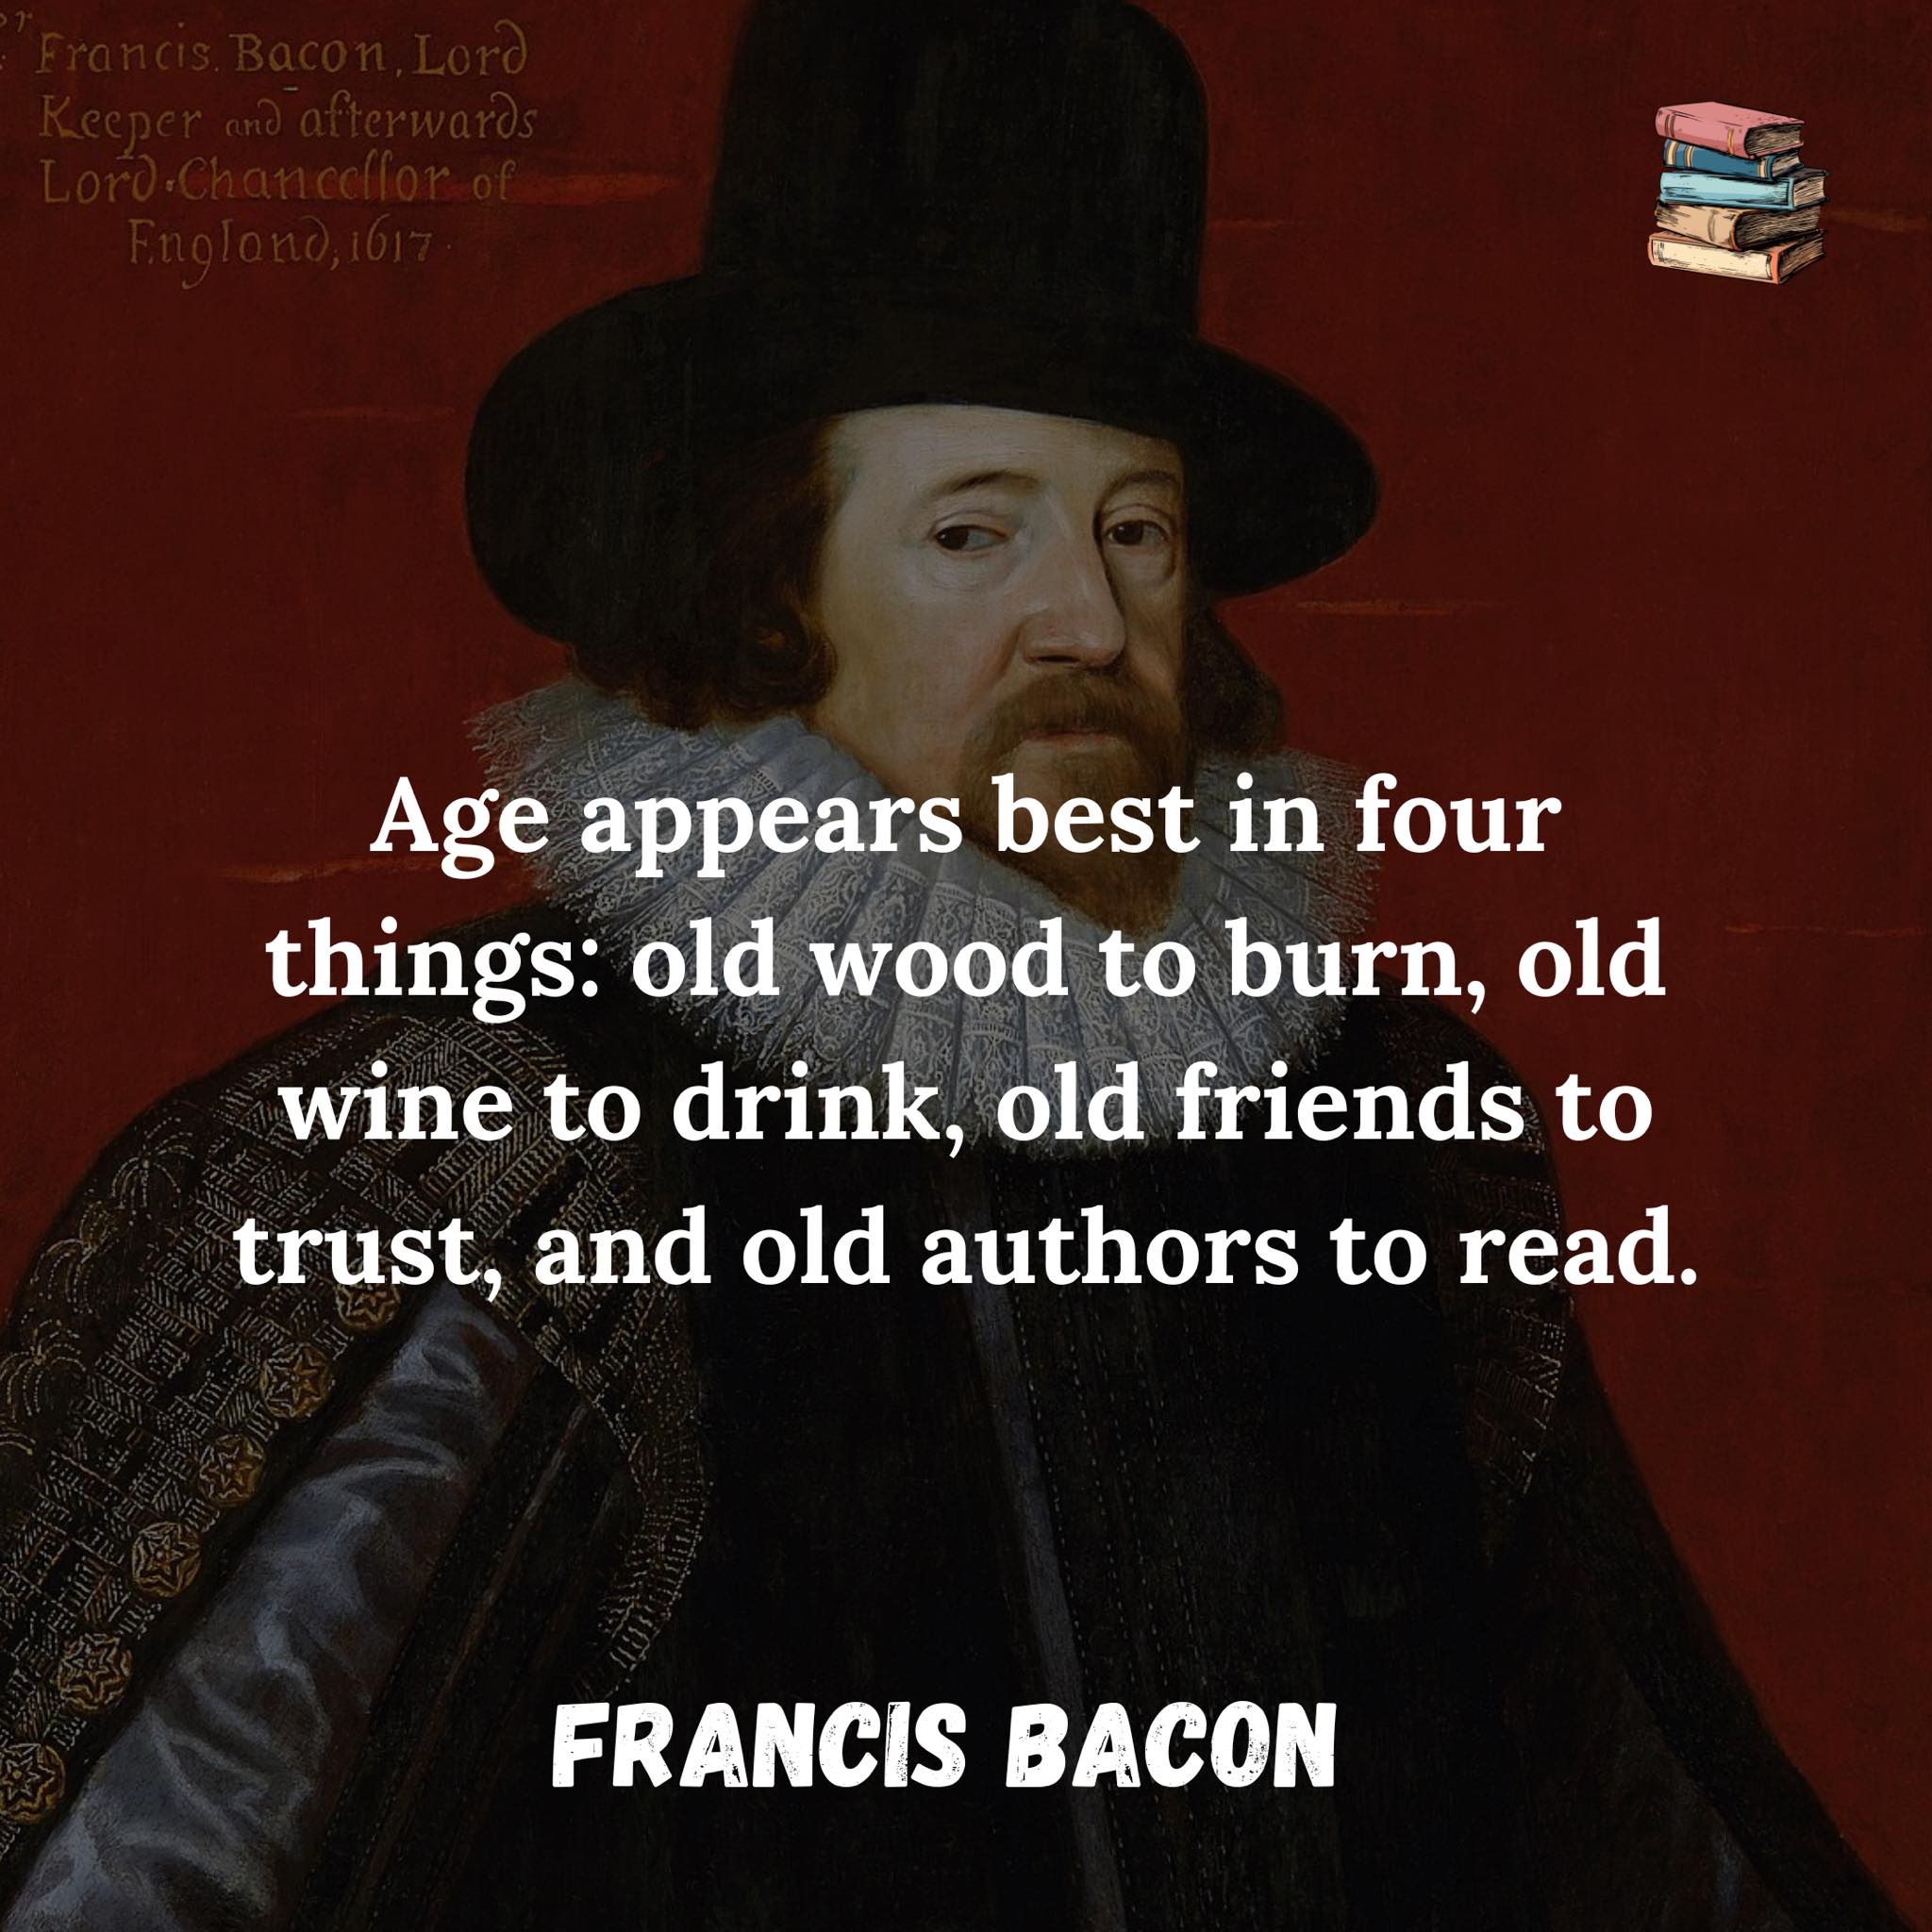 Francis. Bacon, Lord
Keeper and afterwards
Lord Chancellor of
England, 1617
Age appears best in four
things: old wood to burn, old
wine to drink, old friends to
trust, and old authors to read.
FRANCIS BACON